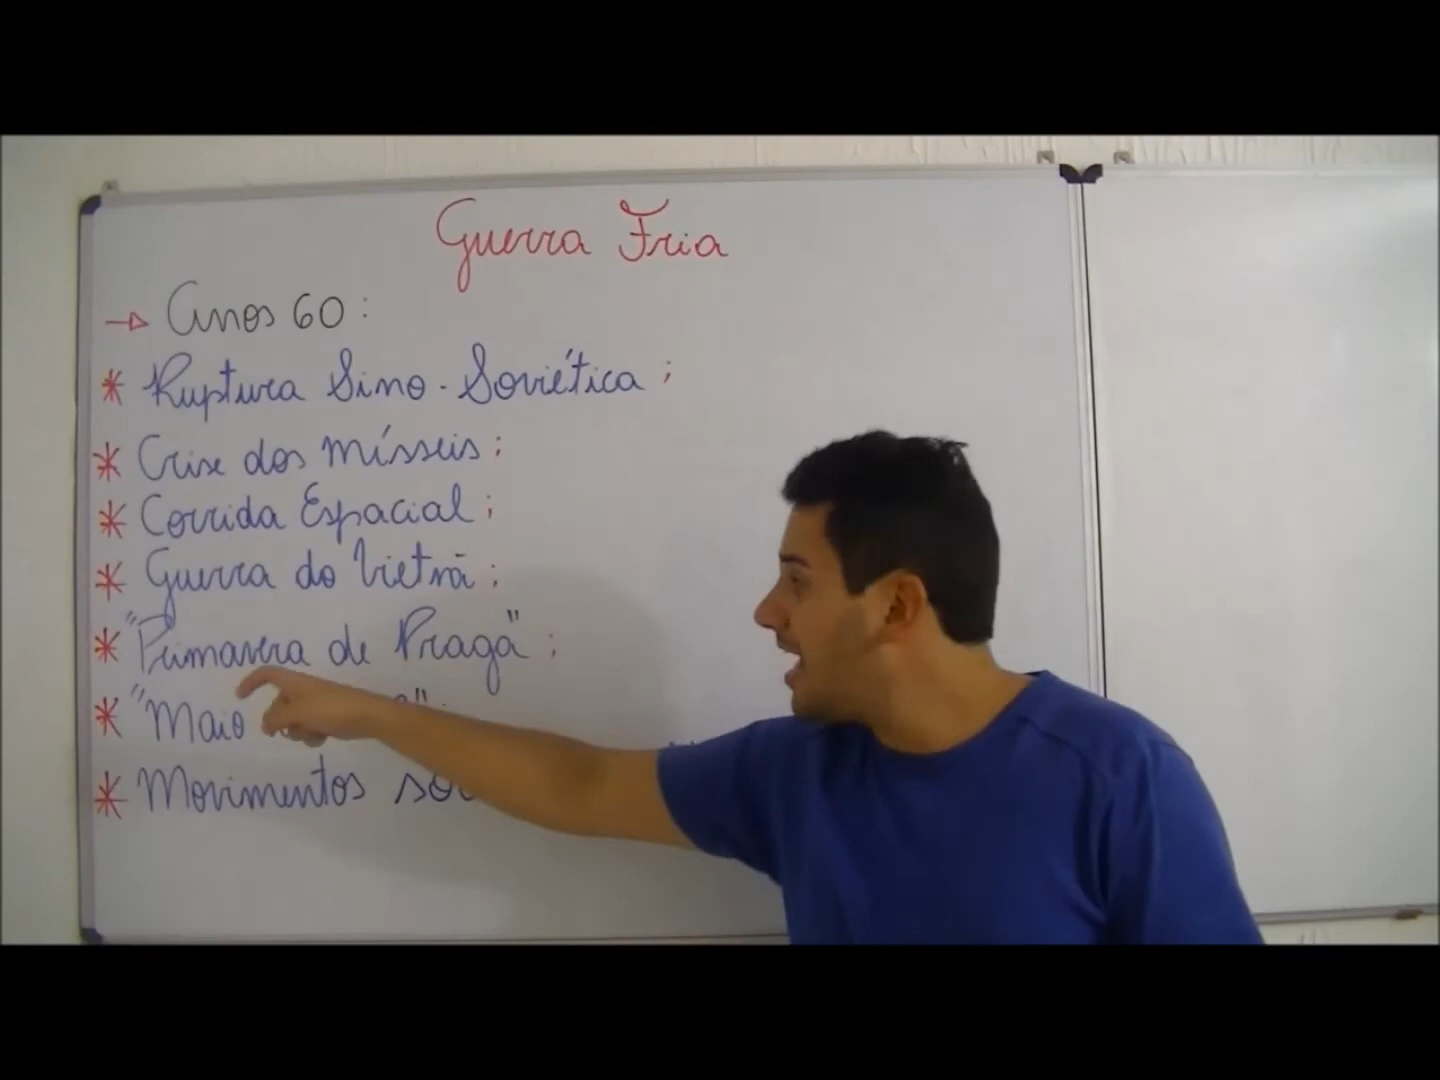 Guerra Fria
→ Anos 60:
* Ruptura Sino-Soviética;
* Crise dos mísseis;
* Corrida Espacial;
* Guerra do Vietnã;
* "Primavera de Praga";
* "Maio
* Movimentos